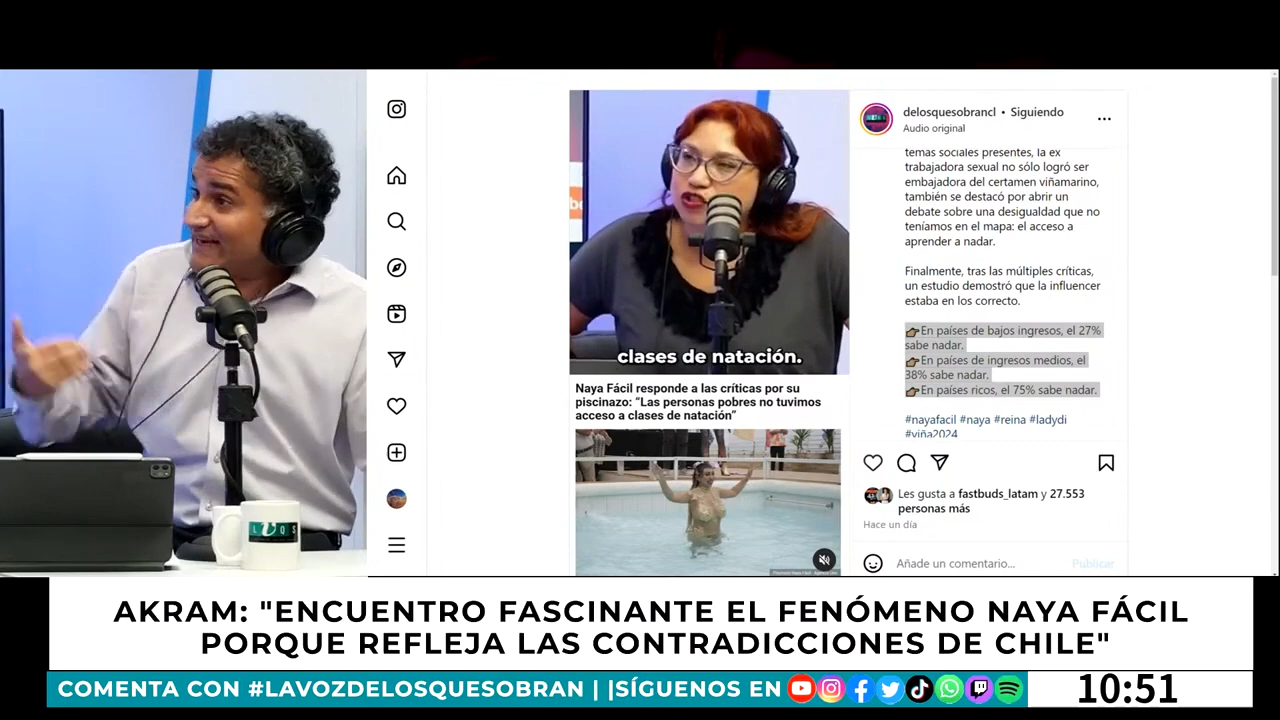 delosquesobrancl • Siguiendo
Audio original
temas sociales presentes, la ex
trabajadora sexual no sólo logró ser
embajadora del certamen viñamarino,
también se destacó por abrir un
debate sobre una desigualdad que no
teníamos en el mapa: el acceso a
aprender a nadar.
Finalmente, tras las múltiples críticas,
un estudio demostró que la influencer
estaba en los correcto.
En países de bajos ingresos, el 27%
sabe nadar.
En países de ingresos medios, el
38% sabe nadar.
En países ricos, el 75% sabe nadar.
#nayafacil #naya #reina #ladydi
#viña2024
Les gusta a fastbuds_latam y 27.553
personas más
Hace un día
Añade un comentario...
Publicar
clases de natación.
Naya Fácil responde a las críticas por su
piscinazo: “Las personas pobres no tuvimos
acceso a clases de natación”
LVQS
AKRAM: "ENCUENTRO FASCINANTE EL FENÓMENO NAYA FÁCIL
PORQUE REFLEJA LAS CONTRADICCIONES DE CHILE"
COMENTA CON #LAVOZDELOSQUESOBRAN | |SÍGUENOS EN
10:51